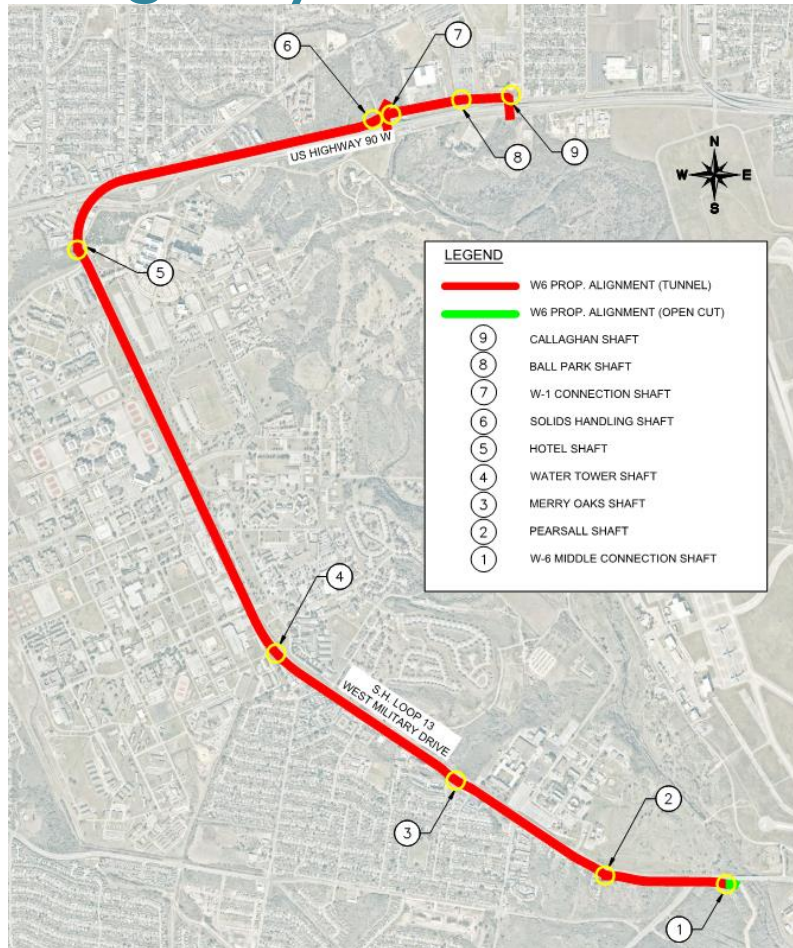 6
7
US HIGHWAY 90 W
8
9
N
W
E
S
5
LEGEND
W6 PROP. ALIGNMENT (TUNNEL)
W6 PROP. ALIGNMENT (OPEN CUT)
9 CALLAGHAN SHAFT
8 BALL PARK SHAFT
7 W-1 CONNECTION SHAFT
6 SOLIDS HANDLING SHAFT
5 HOTEL SHAFT
4 WATER TOWER SHAFT
3 MERRY OAKS SHAFT
2 PEARSALL SHAFT
1 W-6 MIDDLE CONNECTION SHAFT
4
S.H. LOOP 13
WEST MILITARY DRIVE
3
2
1